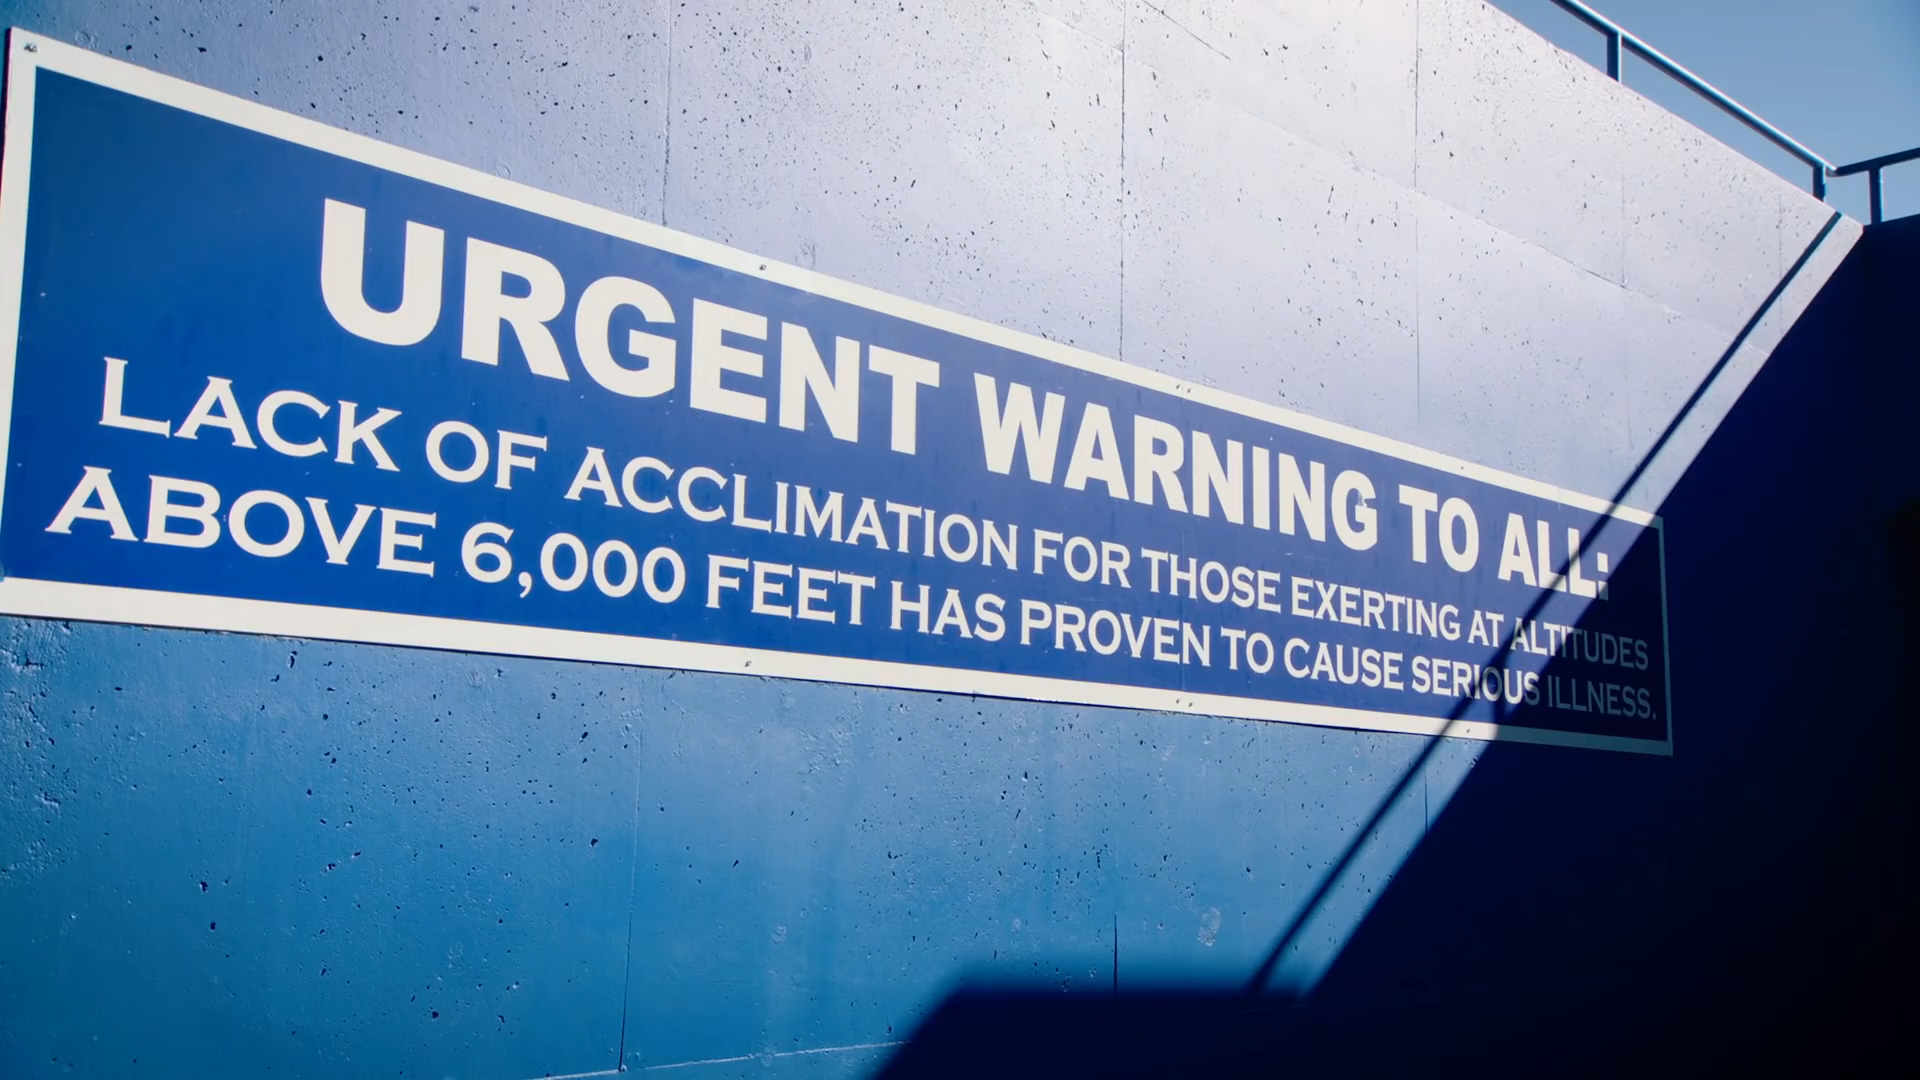 URGENT WARNING TO ALL:
LACK OF ACCLIMATION FOR THOSE EXERTING AT ALTITUDES
ABOVE 6,000 FEET HAS PROVEN TO CAUSE SERIOUS ILLNESS.